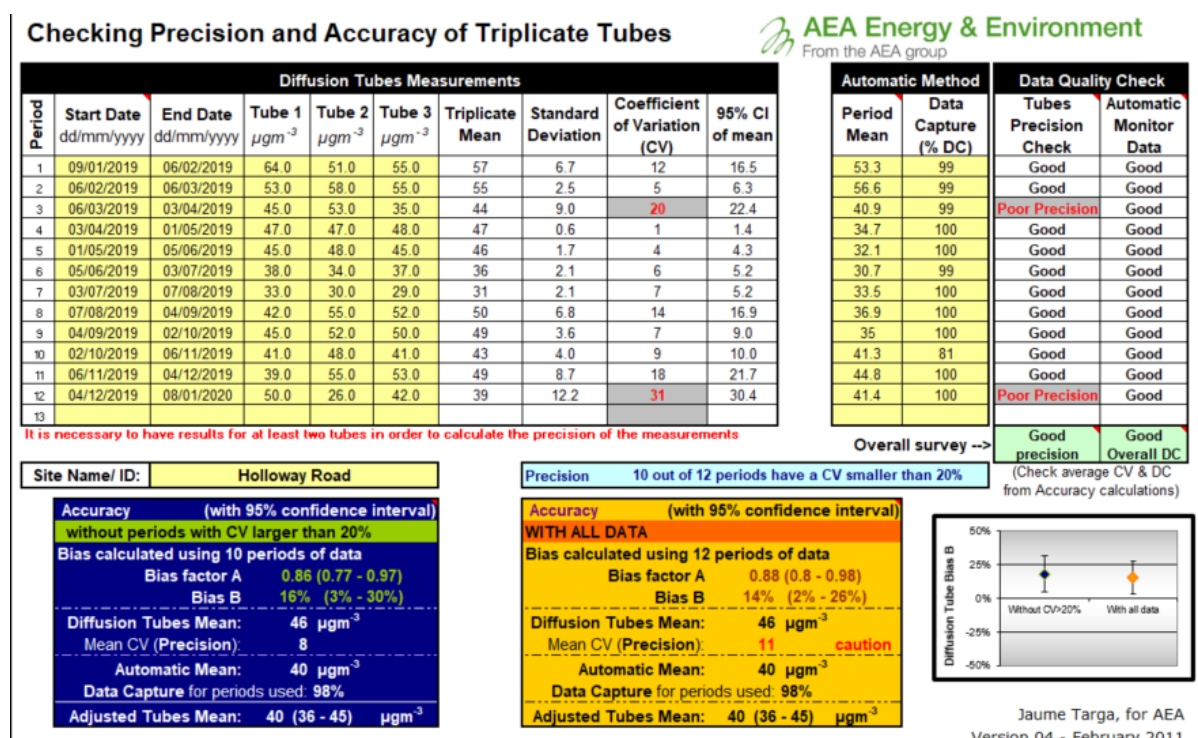 Checking Precision and Accuracy of Triplicate Tubes
AEA Energy & Environment
From the AEA group
Diffusion Tubes Measurements
Period Start Date dd/mm/yyyy End Date dd/mm/yyyy Tube 1 µgm-3 Tube 2 µgm-3 Tube 3 µgm-3 Triplicate Mean Standard Deviation Coefficient of Variation (CV) 95% CI of mean
1 09/01/2019 06/02/2019 64.0 51.0 55.0 57 6.7 12 16.5
2 06/02/2019 06/03/2019 53.0 58.0 55.0 55 2.5 5 6.3
3 06/03/2019 03/04/2019 45.0 53.0 35.0 44 9.0 20 22.4
4 03/04/2019 01/05/2019 47.0 47.0 48.0 47 0.6 1 1.4
5 01/05/2019 05/06/2019 45.0 48.0 45.0 46 1.7 4 4.3
6 05/06/2019 03/07/2019 38.0 34.0 37.0 36 2.1 6 5.2
7 03/07/2019 07/08/2019 33.0 30.0 29.0 31 2.1 7 5.2
8 07/08/2019 04/09/2019 42.0 55.0 52.0 50 6.8 14 16.9
9 04/09/2019 02/10/2019 45.0 52.0 50.0 49 3.6 7 9.0
10 02/10/2019 06/11/2019 41.0 48.0 41.0 43 4.0 9 10.0
11 06/11/2019 04/12/2019 39.0 55.0 53.0 49 8.7 18 21.7
12 04/12/2019 08/01/2020 50.0 26.0 42.0 39 12.2 31 30.4
13
It is necessary to have results for at least two tubes in order to calculate the precision of the measurements
Automatic Method
Period Mean Data Capture (% DC)
53.3 99
56.6 99
40.9 99
34.7 100
32.1 100
30.7 99
33.5 100
36.9 100
35 100
41.3 81
44.8 100
41.4 100
Data Quality Check
Tubes Precision Check Automatic Monitor Data
Good Good
Good Good
Poor Precision Good
Good Good
Good Good
Good Good
Good Good
Good Good
Good Good
Good Good
Good Good
Poor Precision Good
Overall survey --> Good precision Good Overall DC
(Check average CV & DC
from Accuracy calculations)
Site Name/ ID: Holloway Road
Precision 10 out of 12 periods have a CV smaller than 20%
Accuracy (with 95% confidence interval)
without periods with CV larger than 20%
Bias calculated using 10 periods of data
Bias factor A 0.86 (0.77 - 0.97)
Bias B 16% (3% - 30%)
Diffusion Tubes Mean: 46 µgm-3
Mean CV (Precision): 8
Automatic Mean: 40 µgm-3
Data Capture for periods used: 98%
Adjusted Tubes Mean: 40 (36 - 45) µgm-3
Accuracy (with 95% confidence interval)
WITH ALL DATA
Bias calculated using 12 periods of data
Bias factor A 0.88 (0.8 - 0.98)
Bias B 14% (2% - 26%)
Diffusion Tubes Mean: 46 µgm-3
Mean CV (Precision): 11 caution
Automatic Mean: 40 µgm-3
Data Capture for periods used: 98%
Adjusted Tubes Mean: 40 (36 - 45) µgm-3
Diffusion Tube Bias B
50%
25%
0%
-25%
-50%
Without CV>20% With all data
Jaume Targa, for AEA
Version 04 - February 2011